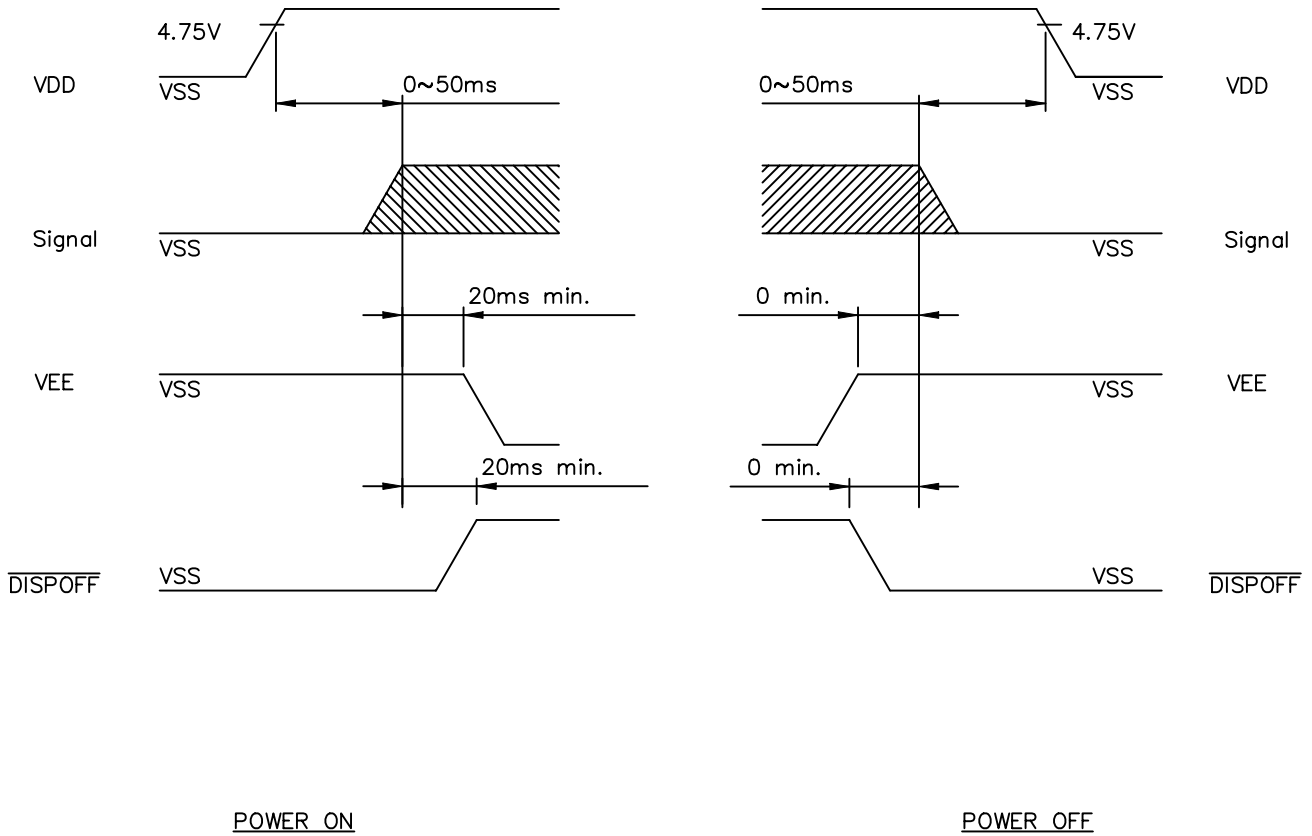 4.75V
VDD
VSS
0~50ms
Signal
VSS
20ms min.
VEE
VSS
20ms min.
DISPOFF
VSS
POWER ON
4.75V
0~50ms
VSS
VDD
VSS
Signal
0 min.
VSS
VEE
0 min.
VSS
DISPOFF
POWER OFF